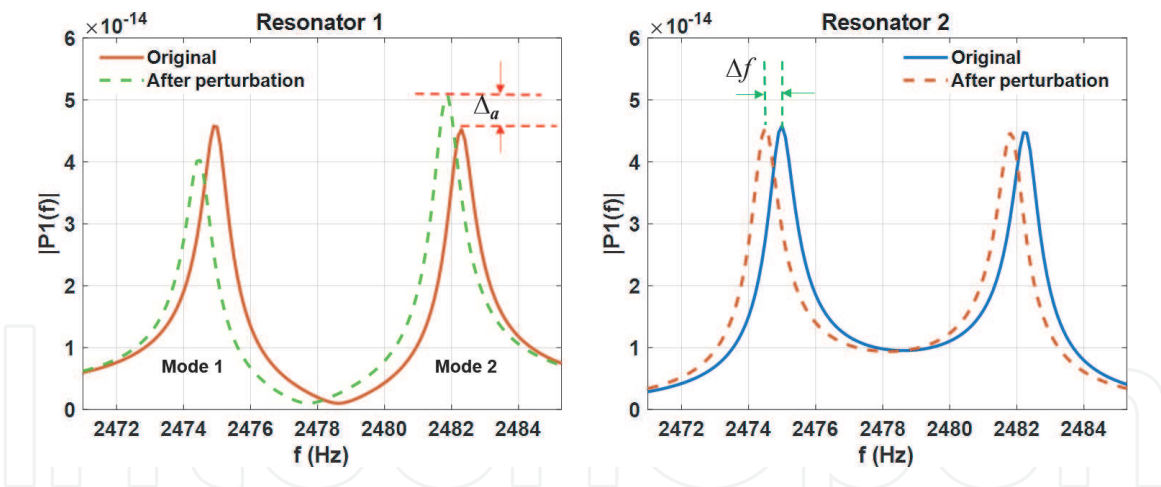 Resonator 1
×10^-14
Original
After perturbation
Δa
Mode 1
Mode 2
6
5
4
3
2
1
0
2472 2474 2476 2478 2480 2482 2484
f (Hz)
|P1(f)|
Resonator 2
×10^-14
Original
After perturbation
Δf
6
5
4
3
2
1
0
2472 2474 2476 2478 2480 2482 2484
f (Hz)
|P1(f)|